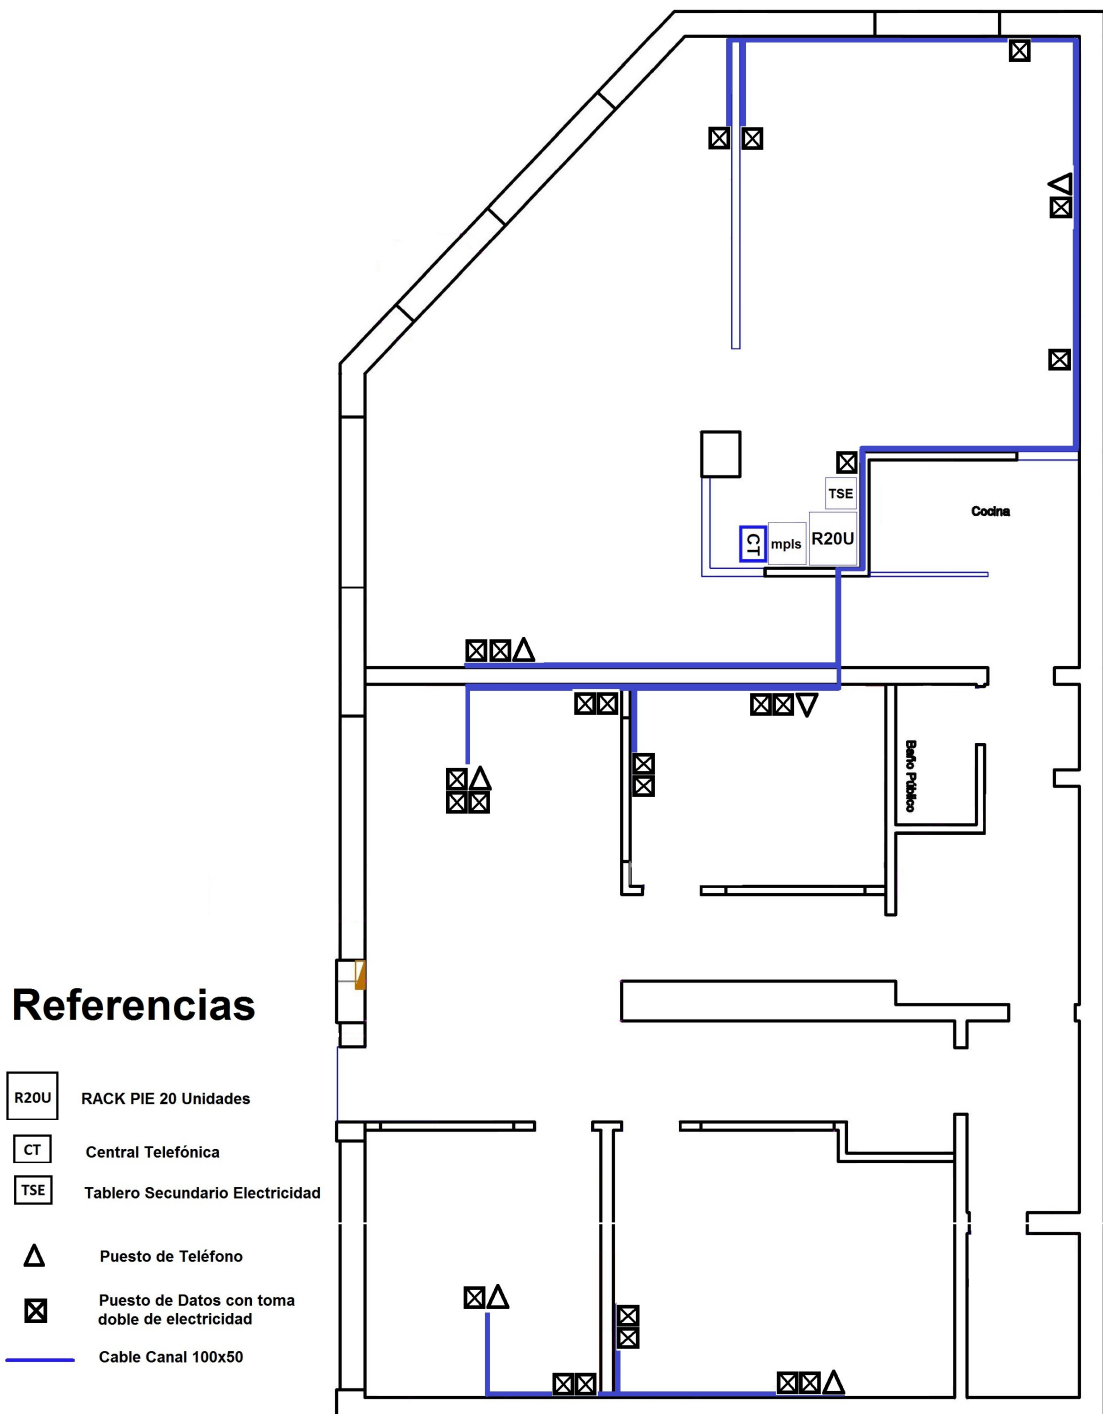 TSE
Cocina
CT
mpls
R20U
Baño Público
Referencias
R20U
RACK PIE 20 Unidades
CT
Central Telefónica
TSE
Tablero Secundario Electricidad
Puesto de Teléfono
Puesto de Datos con toma
doble de electricidad
Cable Canal 100x50